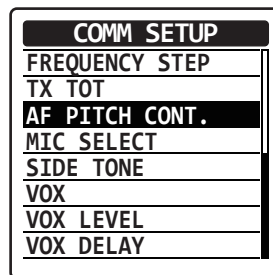 COMM SETUP
FREQUENCY STEP
TX TOT
AF PITCH CONT.
MIC SELECT
SIDE TONE
VOX
VOX LEVEL
VOX DELAY